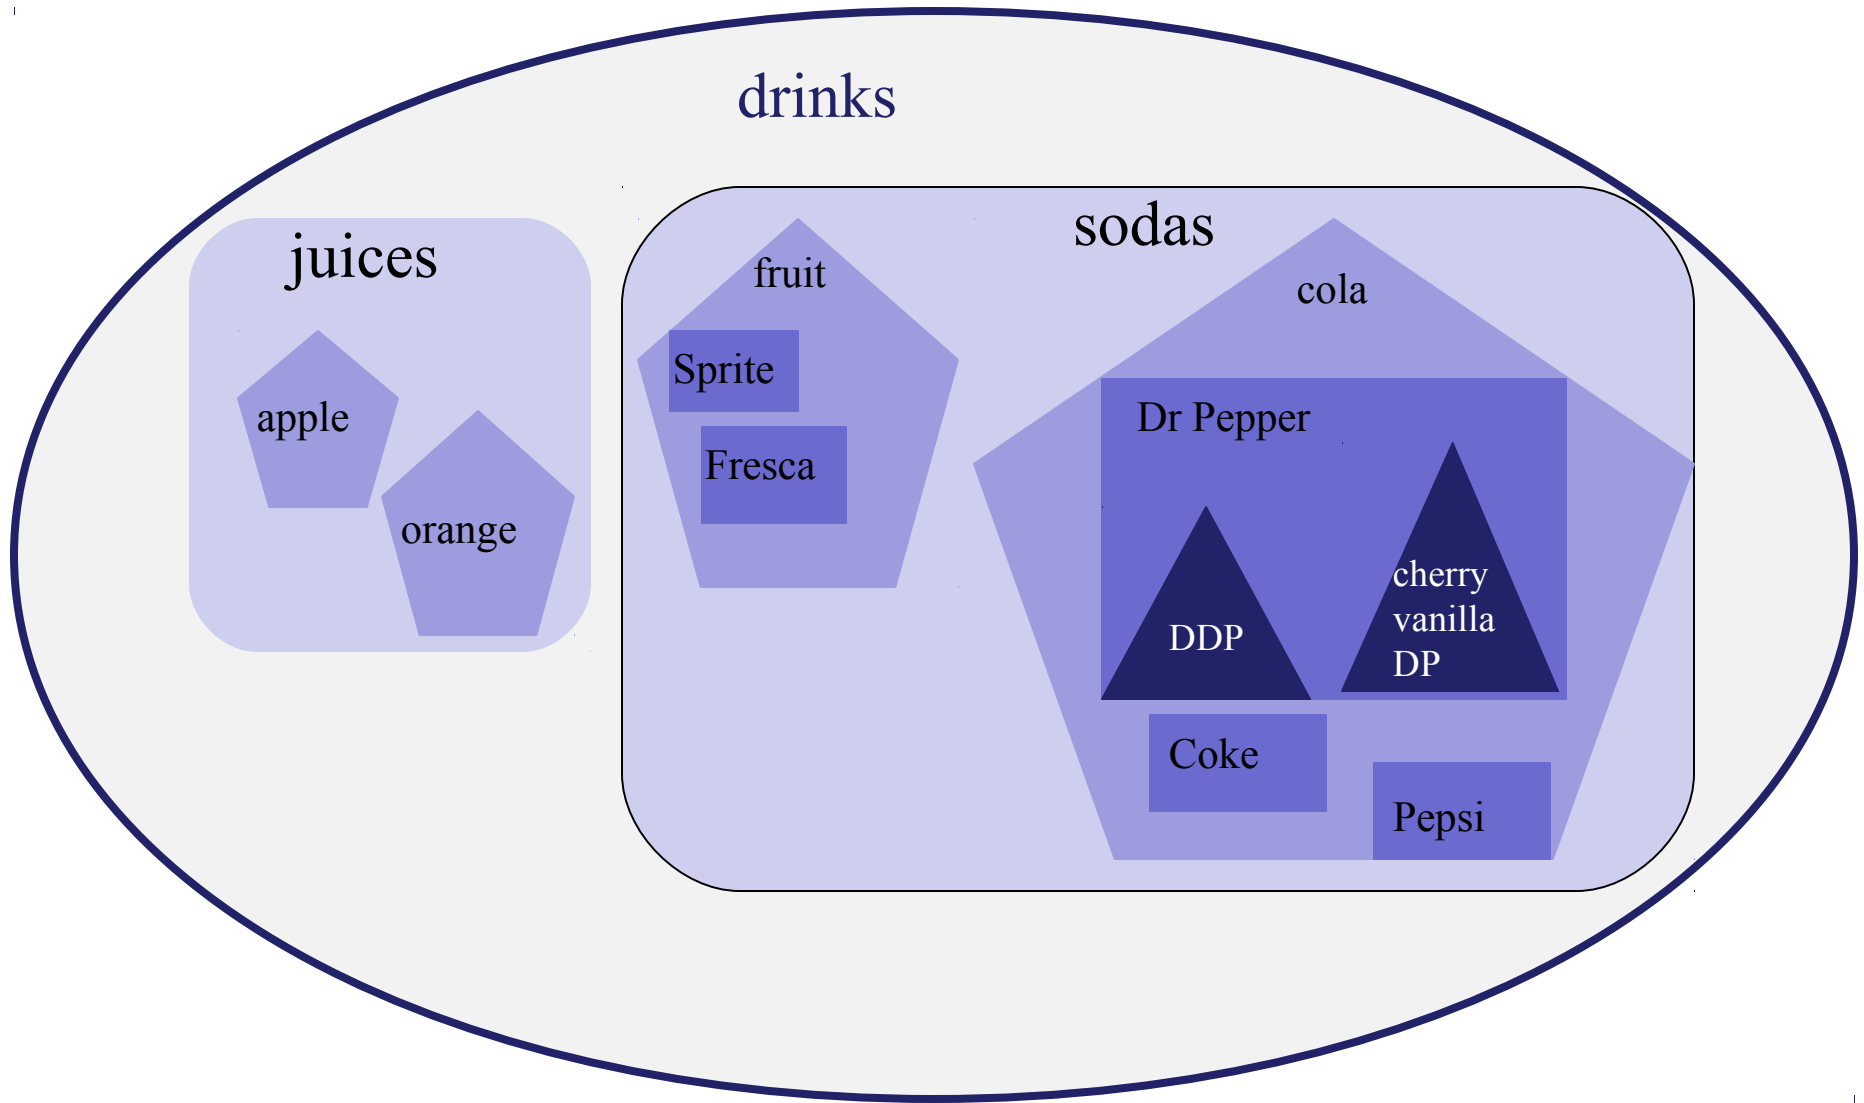 drinks
juices
apple
orange
sodas
fruit
Sprite
Fresca
cola
Dr Pepper
DDP
cherry
vanilla
DP
Coke
Pepsi